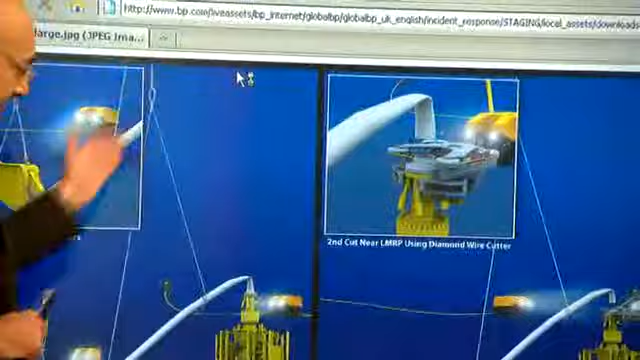 http://www.bp.com/liveassets/bp_internet/globalbp/globalbp_uk_english/incident_response/STAGING/local_assets/downloads
large.jpg (JPEG Ima...
2nd Cut Near LMRP Using Diamond Wire Cutter